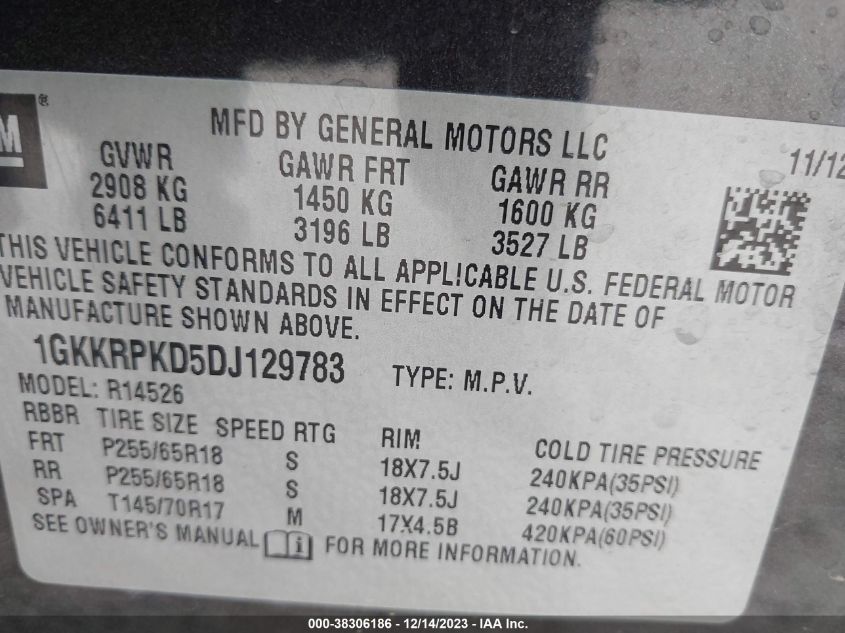 M ®
MFD BY GENERAL MOTORS LLC
11/12
GVWR GAWR FRT GAWR RR
2908 KG 1450 KG 1600 KG
6411 LB 3196 LB 3527 LB
THIS VEHICLE CONFORMS TO ALL APPLICABLE U.S. FEDERAL MOTOR
VEHICLE SAFETY STANDARDS IN EFFECT ON THE DATE OF
MANUFACTURE SHOWN ABOVE.
1GKKRPKD5DJ129783 TYPE: M.P.V.
MODEL: R14526
RBBR TIRE SIZE SPEED RTG RIM COLD TIRE PRESSURE
FRT P255/65R18 S 18X7.5J 240KPA(35PSI)
RR P255/65R18 S 18X7.5J 240KPA(35PSI)
SPA T145/70R17 M 17X4.5B 420KPA(60PSI)
SEE OWNER'S MANUAL i FOR MORE INFORMATION.
000-38306186 - 12/14/2023 - IAA Inc.